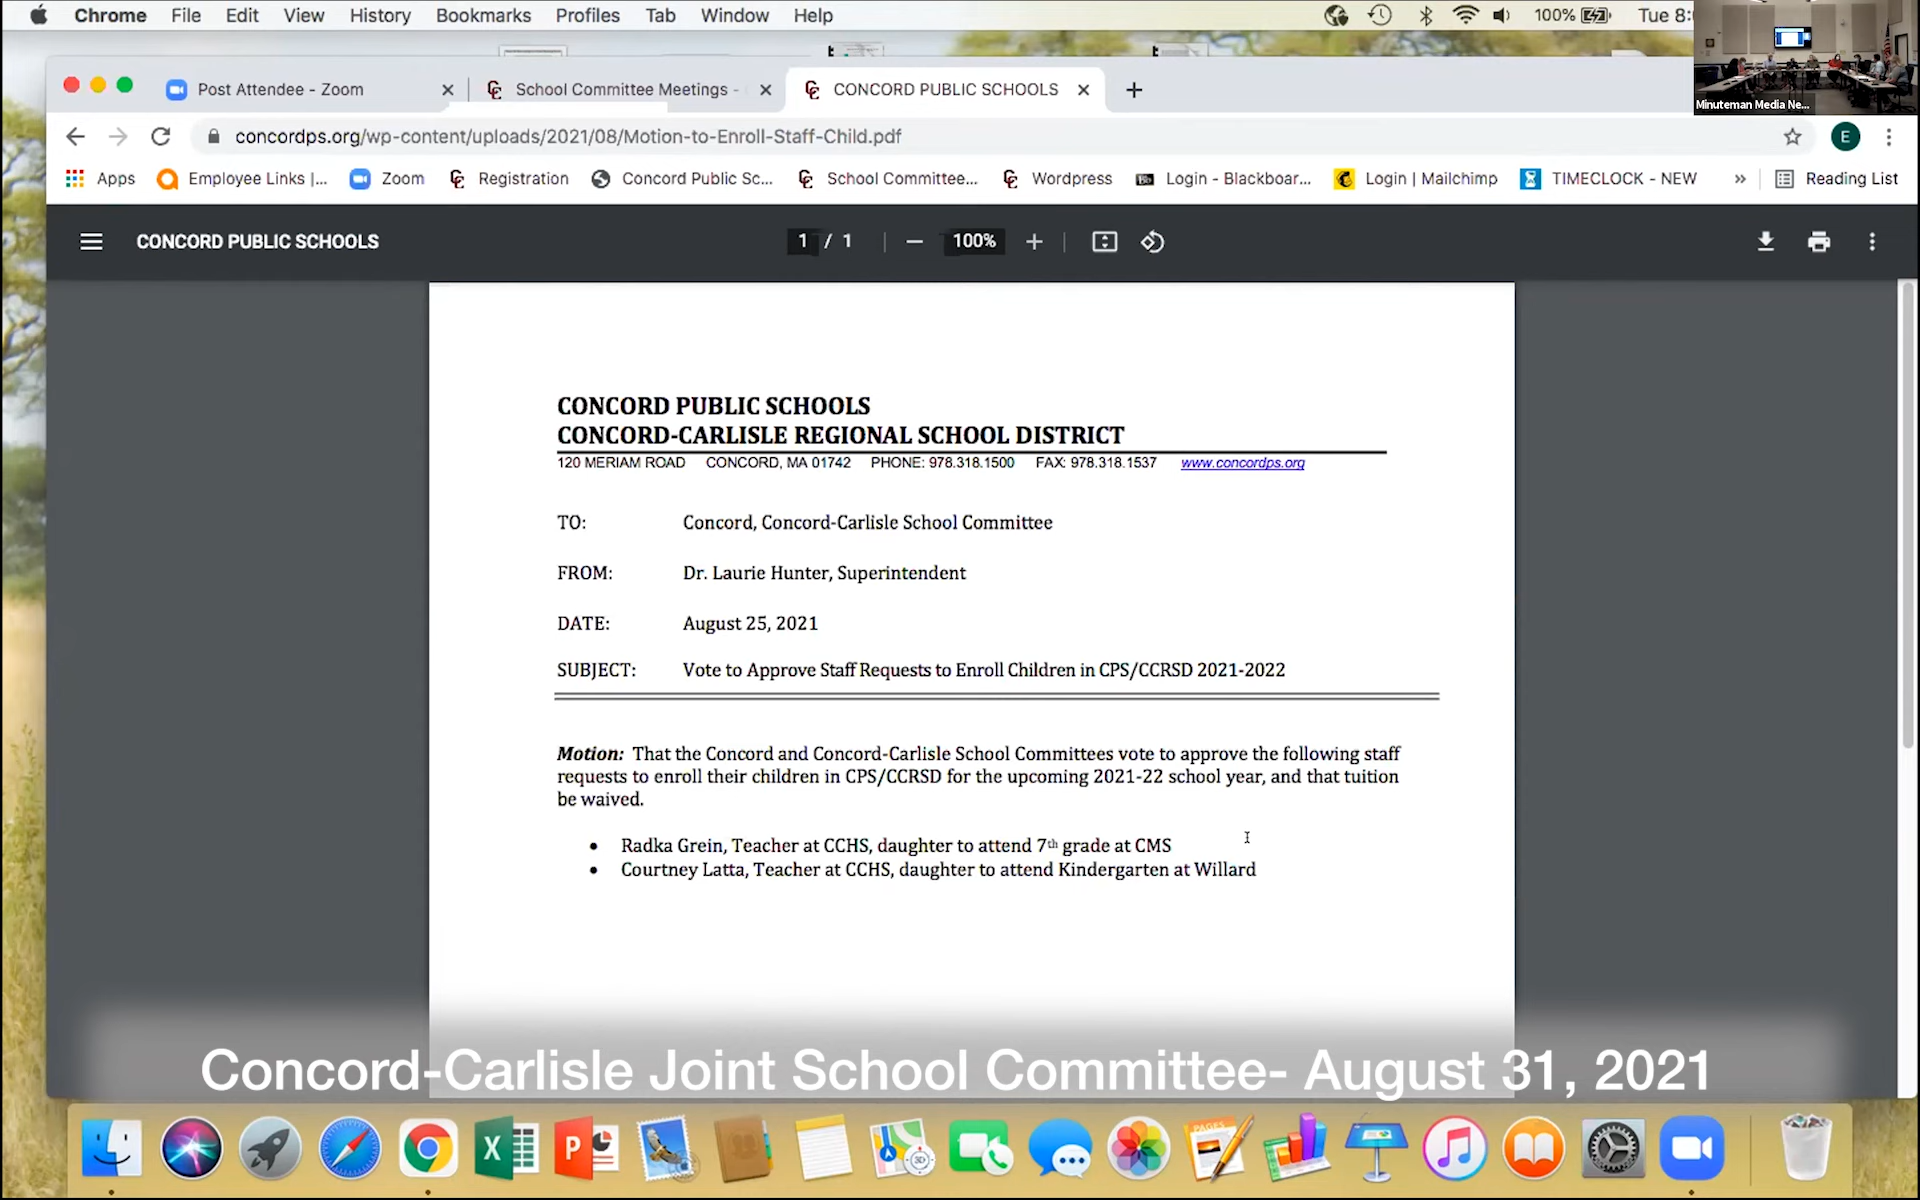 Chrome File Edit View History Bookmarks Profiles Tab Window Help 100% Tue 8:
Minuteman Media Ne...
Post Attendee - Zoom
School Committee Meetings -
CONCORD PUBLIC SCHOOLS
concordps.org/wp-content/uploads/2021/08/Motion-to-Enroll-Staff-Child.pdf
E
Apps Employee Links |... Zoom Registration Concord Public Sc... School Committee... Wordpress Login - Blackboar... Login | Mailchimp TIMECLOCK - NEW » Reading List
CONCORD PUBLIC SCHOOLS 1 / 1 — 100% +
CONCORD PUBLIC SCHOOLS
CONCORD-CARLISLE REGIONAL SCHOOL DISTRICT
120 MERIAM ROAD CONCORD, MA 01742 PHONE: 978.318.1500 FAX: 978.318.1537 www.concordps.org
TO: Concord, Concord-Carlisle School Committee
FROM: Dr. Laurie Hunter, Superintendent
DATE: August 25, 2021
SUBJECT: Vote to Approve Staff Requests to Enroll Children in CPS/CCRSD 2021-2022
Motion: That the Concord and Concord-Carlisle School Committees vote to approve the following staff
requests to enroll their children in CPS/CCRSD for the upcoming 2021-22 school year, and that tuition
be waived.
• Radka Grein, Teacher at CCHS, daughter to attend 7th grade at CMS
• Courtney Latta, Teacher at CCHS, daughter to attend Kindergarten at Willard
Concord-Carlisle Joint School Committee- August 31, 2021
PAGES